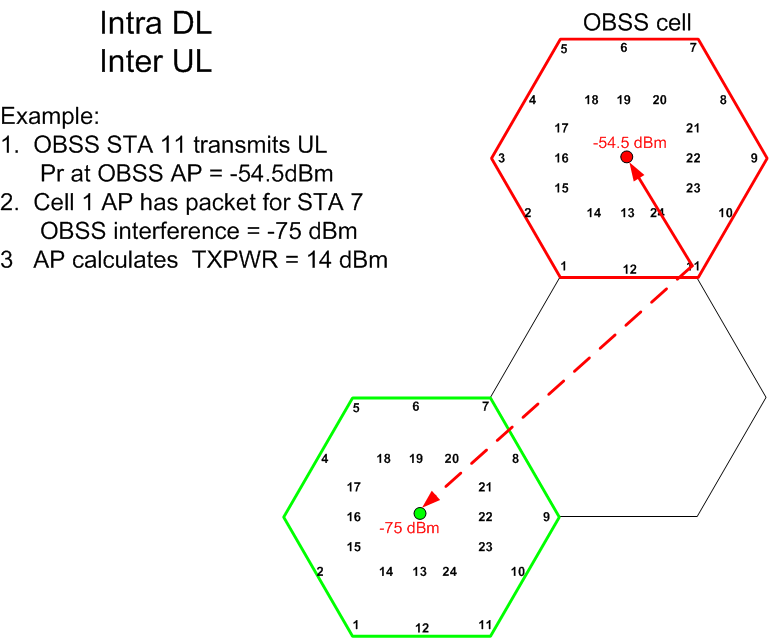 Intra DL
Inter UL
Example:
1. OBSS STA 11 transmits UL
Pr at OBSS AP = -54.5dBm
2. Cell 1 AP has packet for STA 7
OBSS interference = -75 dBm
3 AP calculates TXPWR = 14 dBm
OBSS cell
5 6 7
4 18 19 20 8
17 21
-54.5 dBm
3 16 22 9
15 23
2 14 13 24 10
1 12 11
5 6 7
4 18 19 20 8
17 21
16 22 9
-75 dBm
15 23
2 14 13 24 10
1 12 11